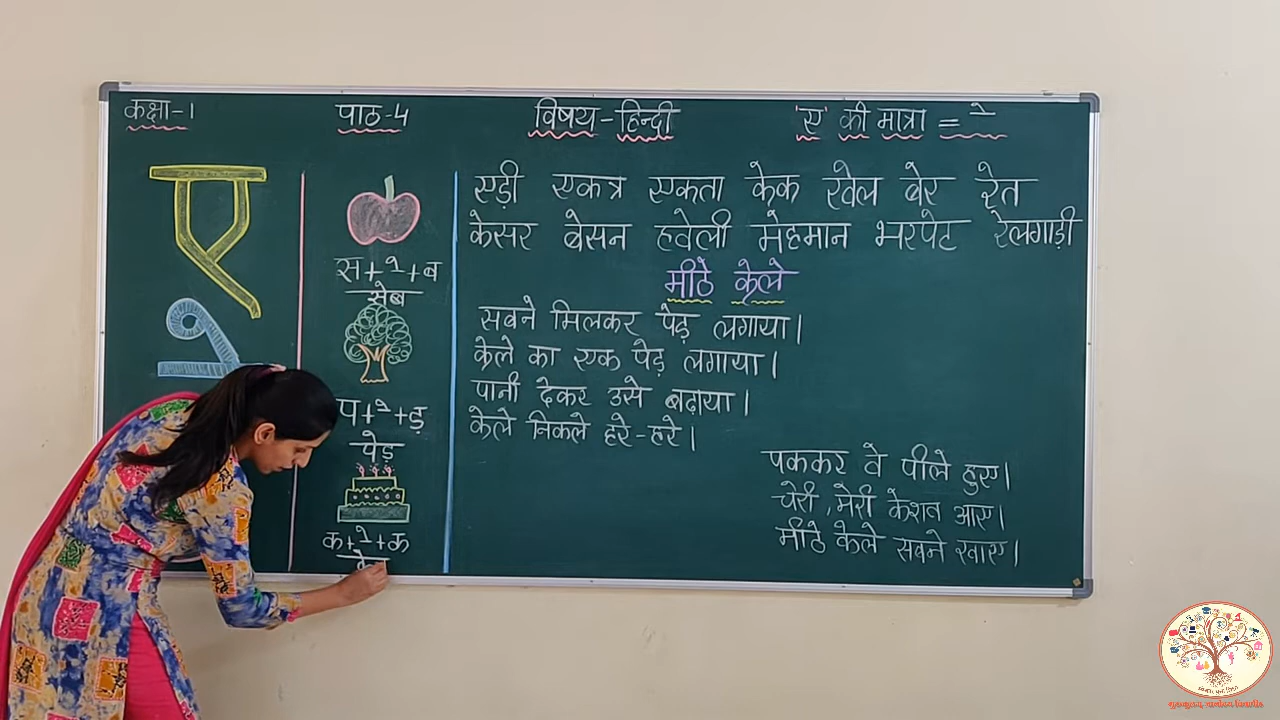 कक्षा-1 पाठ-4 विषय-हिन्दी 'ए' की मात्रा = े
ए
े
स+े+ब
सेब
प+े+ड़
पेड़
क+े+क
के
एड़ी एकत्र एकता केक खेल बेर रेत
केसर बेसन हवेली मेहमान भरपेट रेलगाड़ी
मीठे केले
सबने मिलकर पेड़ लगाया।
केले का एक पेड़ लगाया।
पानी देकर उसे बढ़ाया।
केले निकले हरे-हरे।
पककर वे पीले हुए।
चेरी, मेरी केशव आए।
मीठे केले सबने खाए।